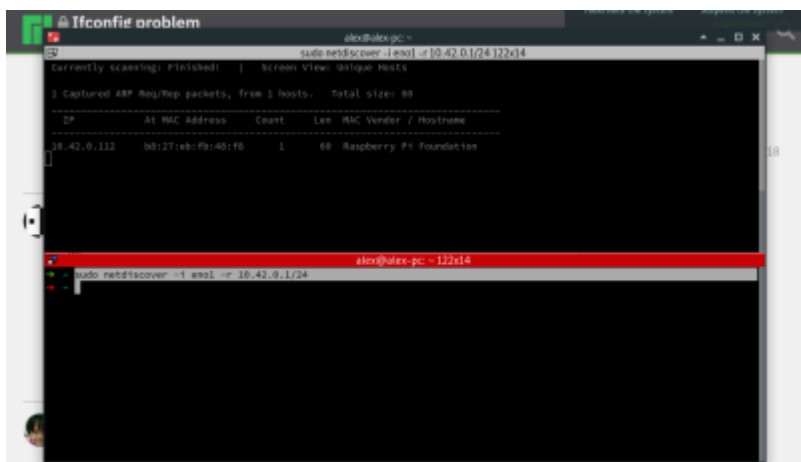 Ifconfig problem
alex@alex-pc: ~
sudo netdiscover -i eno1 -r 10.42.0.1/24 122x14
Currently scanning: Finished! | Screen View: Unique Hosts
1 Captured ARP Req/Rep packets, from 1 hosts. Total size: 60
IP At MAC Address Count Len MAC Vendor / Hostname
10.42.0.112 b8:27:eb:fb:48:f6 1 60 Raspberry Pi Foundation
18
alex@alex-pc: ~ 122x14
sudo netdiscover -i eno1 -r 10.42.0.1/24